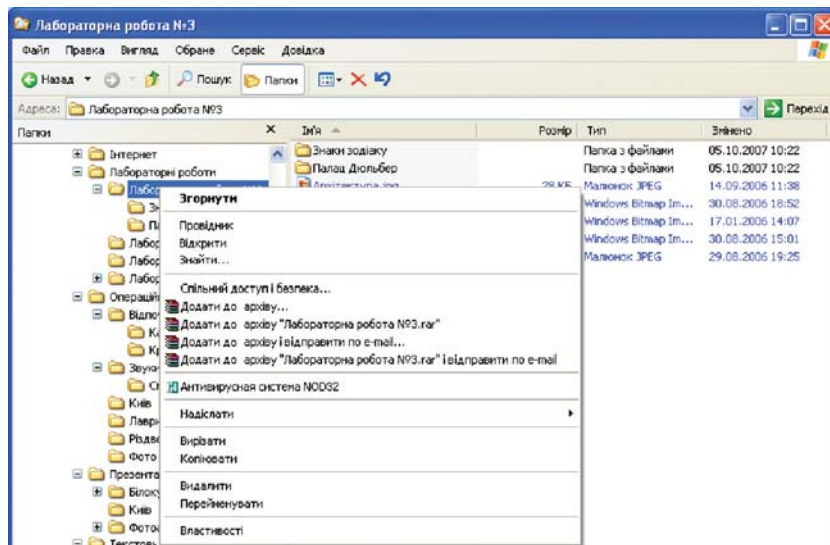 Лабораторна робота №3
Файл Правка Вигляд Обране Сервіс Довідка
Назад Пошук Папки
Адреса: Лабораторна робота №3 Перехід
Папки Ім'я Розмір Тип Змінено
Інтернет
Лабораторні роботи
Київ
Фото
Київ
Знаки зодіаку Папка з файлами 05.10.2007 10:22
Палац Дюльбер Папка з файлами 05.10.2007 10:22
Архітектура.jpg 28 КБ Малюнок JPEG 14.09.2006 11:38
Windows Bitmap Im... 30.08.2006 18:52
Windows Bitmap Im... 17.01.2006 14:07
Windows Bitmap Im... 30.08.2006 15:01
Малюнок JPEG 29.08.2006 19:25
Згорнути
Провідник
Відкрити
Знайти...
Спільний доступ і безпека...
Додати до архіву...
Додати до архіву "Лабораторна робота №3.rar"
Додати до архіву і відправити по e-mail...
Додати до архіву "Лабораторна робота №3.rar" і відправити по e-mail
Антивирусная система NOD32
Надіслати
Вирізати
Копіювати
Видалити
Перейменувати
Властивості